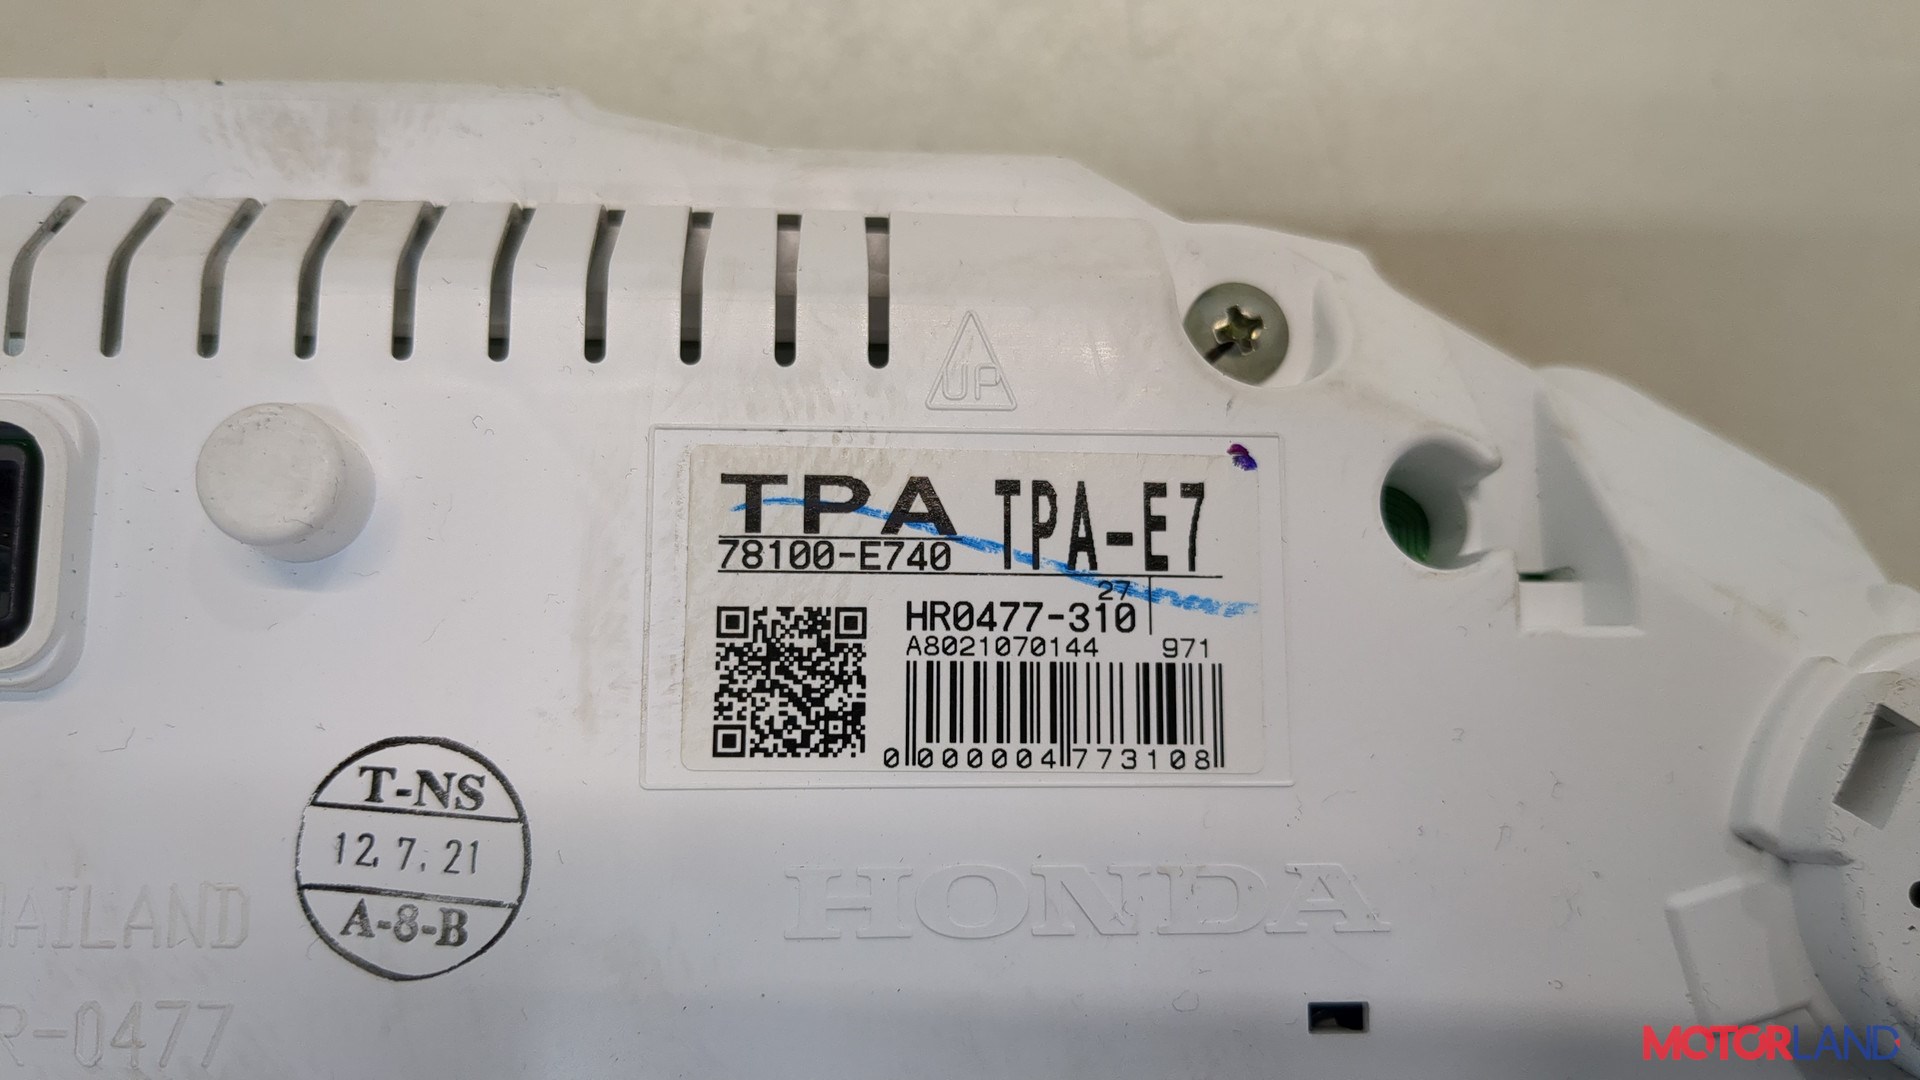 UP
TPA TPA-E7
78100-E740
27
HR0477-310
A8021070144 971
0000004773108
T-NS
12.7.21
A-8-B
HONDA
AILAND
R-0477
MOTORLAND